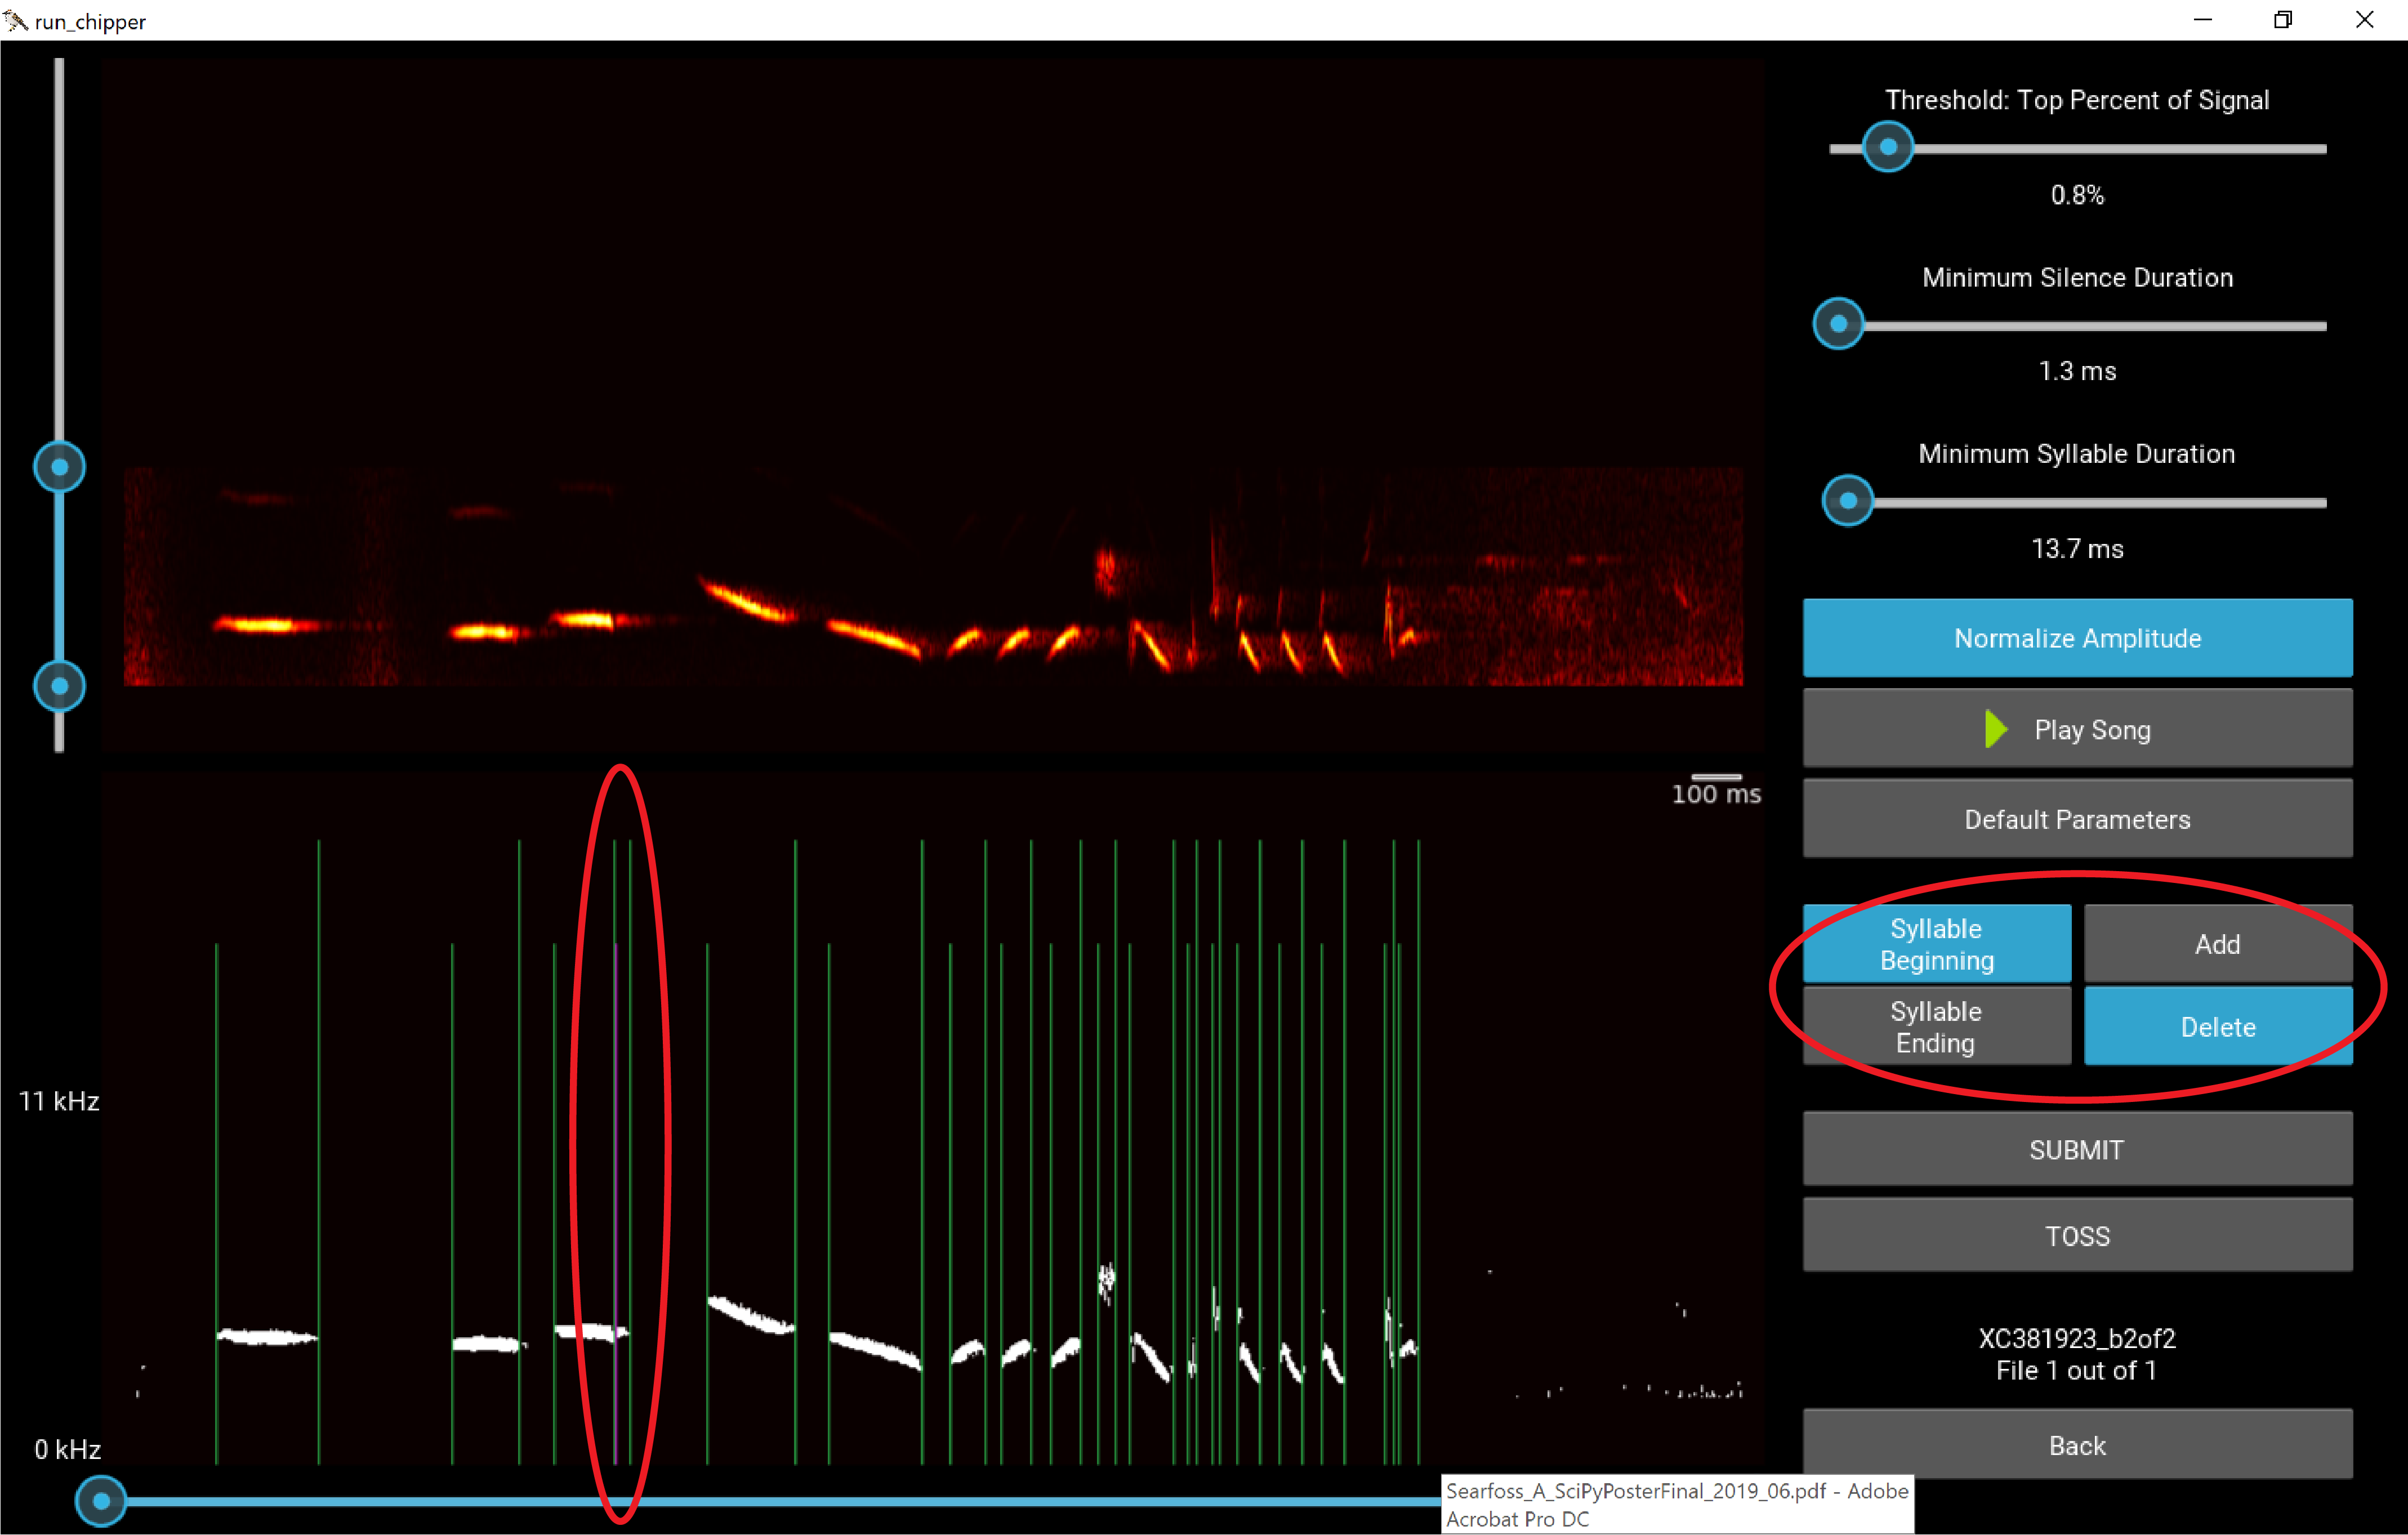 run_chipper
Threshold: Top Percent of Signal
0.8%
Minimum Silence Duration
1.3 ms
Minimum Syllable Duration
13.7 ms
Normalize Amplitude
Play Song
100 ms
Default Parameters
Syllable
Beginning
Add
Syllable
Ending
Delete
11 kHz
SUBMIT
TOSS
XC381923_b2of2
File 1 out of 1
0 kHz
Back
Searfoss_A_SciPyPosterFinal_2019_06.pdf - Adobe
Acrobat Pro DC